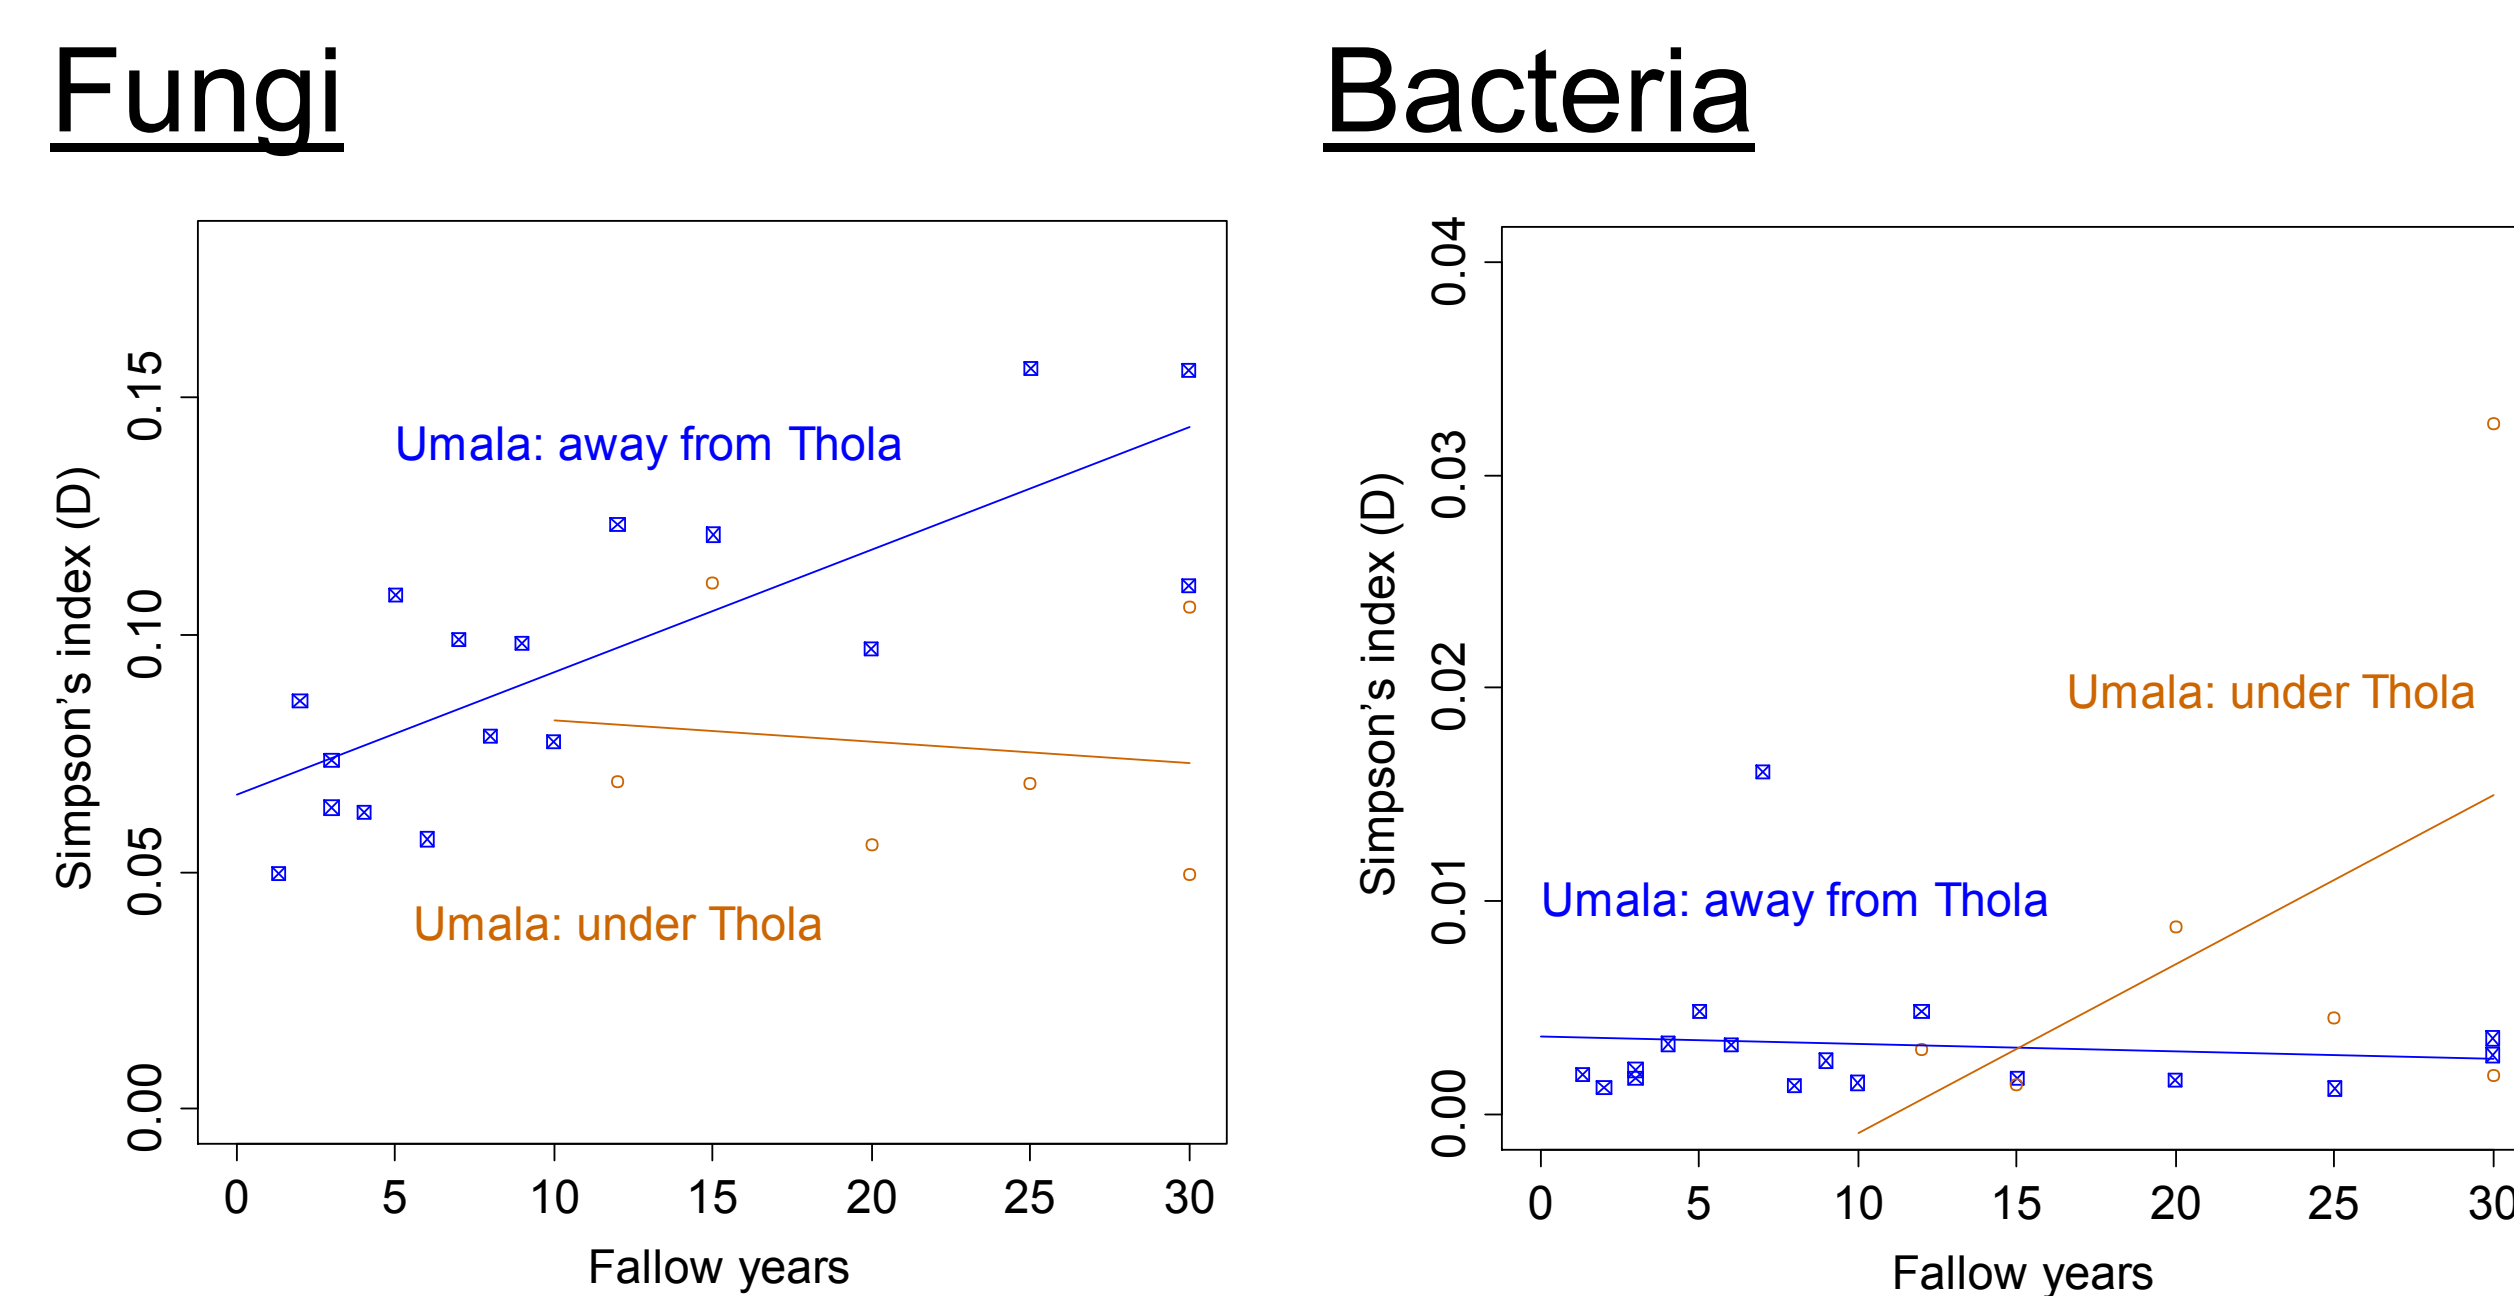 Fungi
Bacteria
Simpson’s index (D)
0.15
0.10
0.05
0.00
Umala: away from Thola
Umala: under Thola
0 5 10 15 20 25 30
Fallow years
Simpson’s index (D)
0.04
0.03
0.02
0.01
0.00
Umala: under Thola
Umala: away from Thola
0 5 10 15 20 25 30
Fallow years